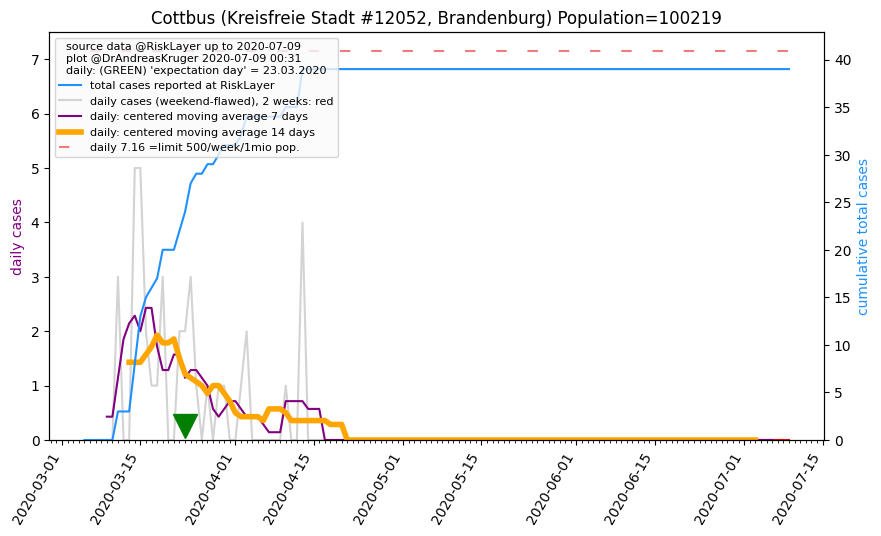 Cottbus (Kreisfreie Stadt #12052, Brandenburg) Population=100219
source data @RiskLayer up to 2020-07-09
plot @DrAndreasKruger 2020-07-09 00:31
daily: (GREEN) 'expectation day' = 23.03.2020
total cases reported at RiskLayer
daily cases (weekend-flawed), 2 weeks: red
daily: centered moving average 7 days
daily: centered moving average 14 days
daily 7.16 =limit 500/week/1mio pop.
daily cases
7
6
5
4
3
2
1
0
cumulative total cases
40
35
30
25
20
15
10
5
0
2020-03-01
2020-03-15
2020-04-01
2020-04-15
2020-05-01
2020-05-15
2020-06-01
2020-06-15
2020-07-01
2020-07-15